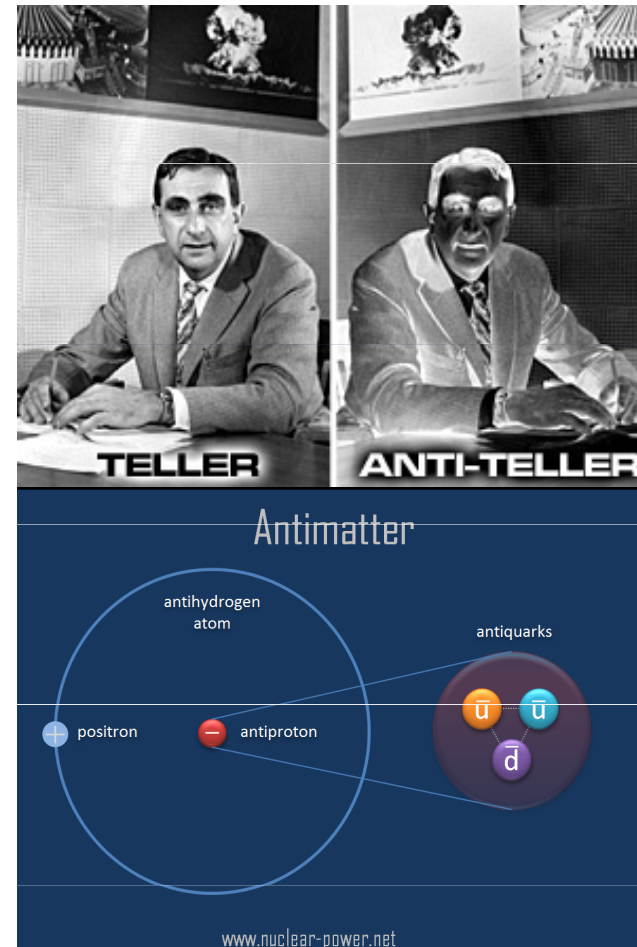 TELLER
ANTI-TELLER
Antimatter
antihydrogen
atom
antiquarks
u̅ u̅
+ positron
− antiproton
d̅
www.nuclear-power.net